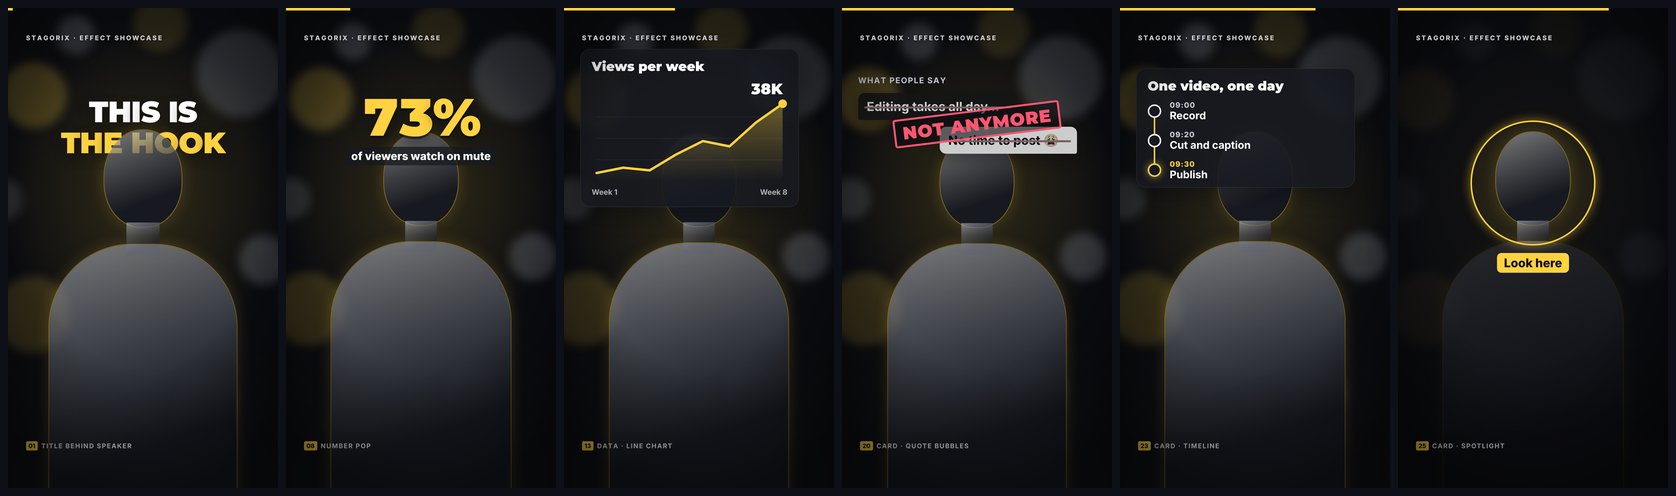 STAGORIX · EFFECT SHOWCASE
THIS IS
THE HOOK
01 TITLE BEHIND SPEAKER
STAGORIX · EFFECT SHOWCASE
73%
of viewers watch on mute
08 NUMBER POP
STAGORIX · EFFECT SHOWCASE
Views per week
38K
Week 1
Week 8
13 DATA · LINE CHART
STAGORIX · EFFECT SHOWCASE
WHAT PEOPLE SAY
Editing takes all day...
NOT ANYMORE
No time to post 😩
20 CARD · QUOTE BUBBLES
STAGORIX · EFFECT SHOWCASE
One video, one day
09:00
Record
09:20
Cut and caption
09:30
Publish
23 CARD · TIMELINE
STAGORIX · EFFECT SHOWCASE
Look here
25 CARD · SPOTLIGHT